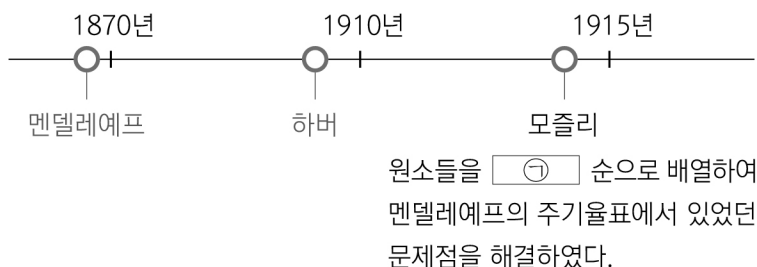 1870년 1910년 1915년
멘델레예프 하버 모즐리
원소들을 ㉠ 순으로 배열하여
멘델레예프의 주기율표에서 있었던
문제점을 해결하였다.